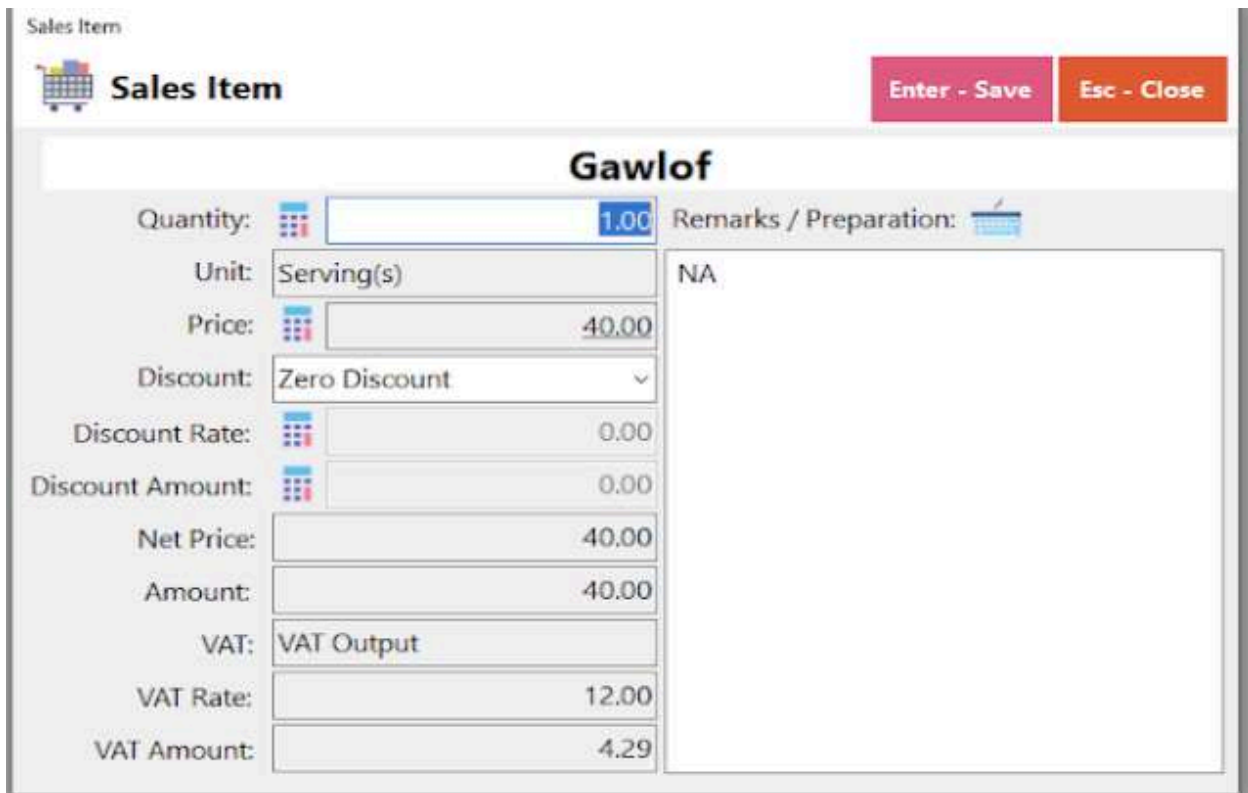 Sales Item
Sales Item
Enter - Save
Esc - Close
Gawlof
Quantity: 1.00
Remarks / Preparation:
NA
Unit: Serving(s)
Price: 40.00
Discount: Zero Discount
Discount Rate: 0.00
Discount Amount: 0.00
Net Price: 40.00
Amount: 40.00
VAT: VAT Output
VAT Rate: 12.00
VAT Amount: 4.29